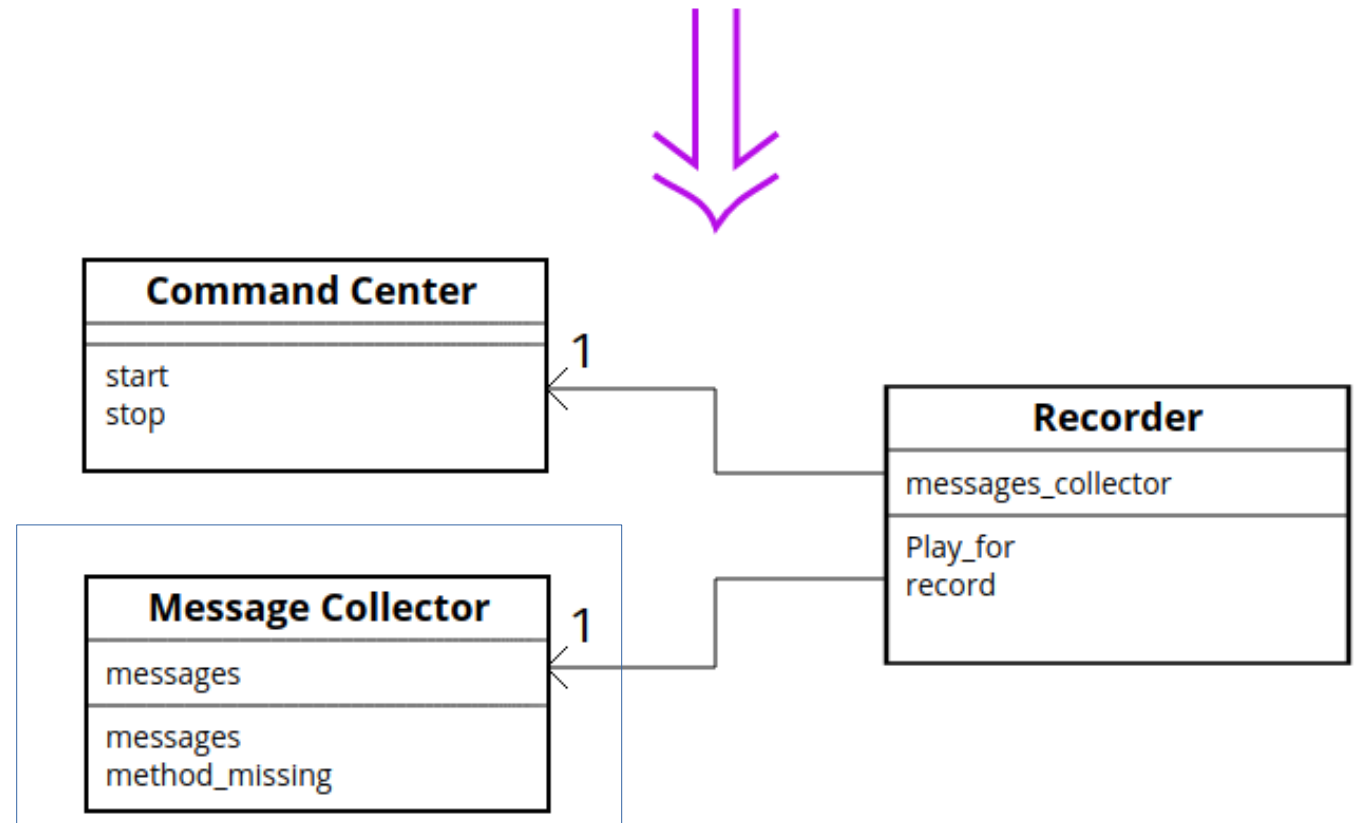 Command Center
start
stop
1
Message Collector
messages
messages
method_missing
1
Recorder
messages_collector
Play_for
record